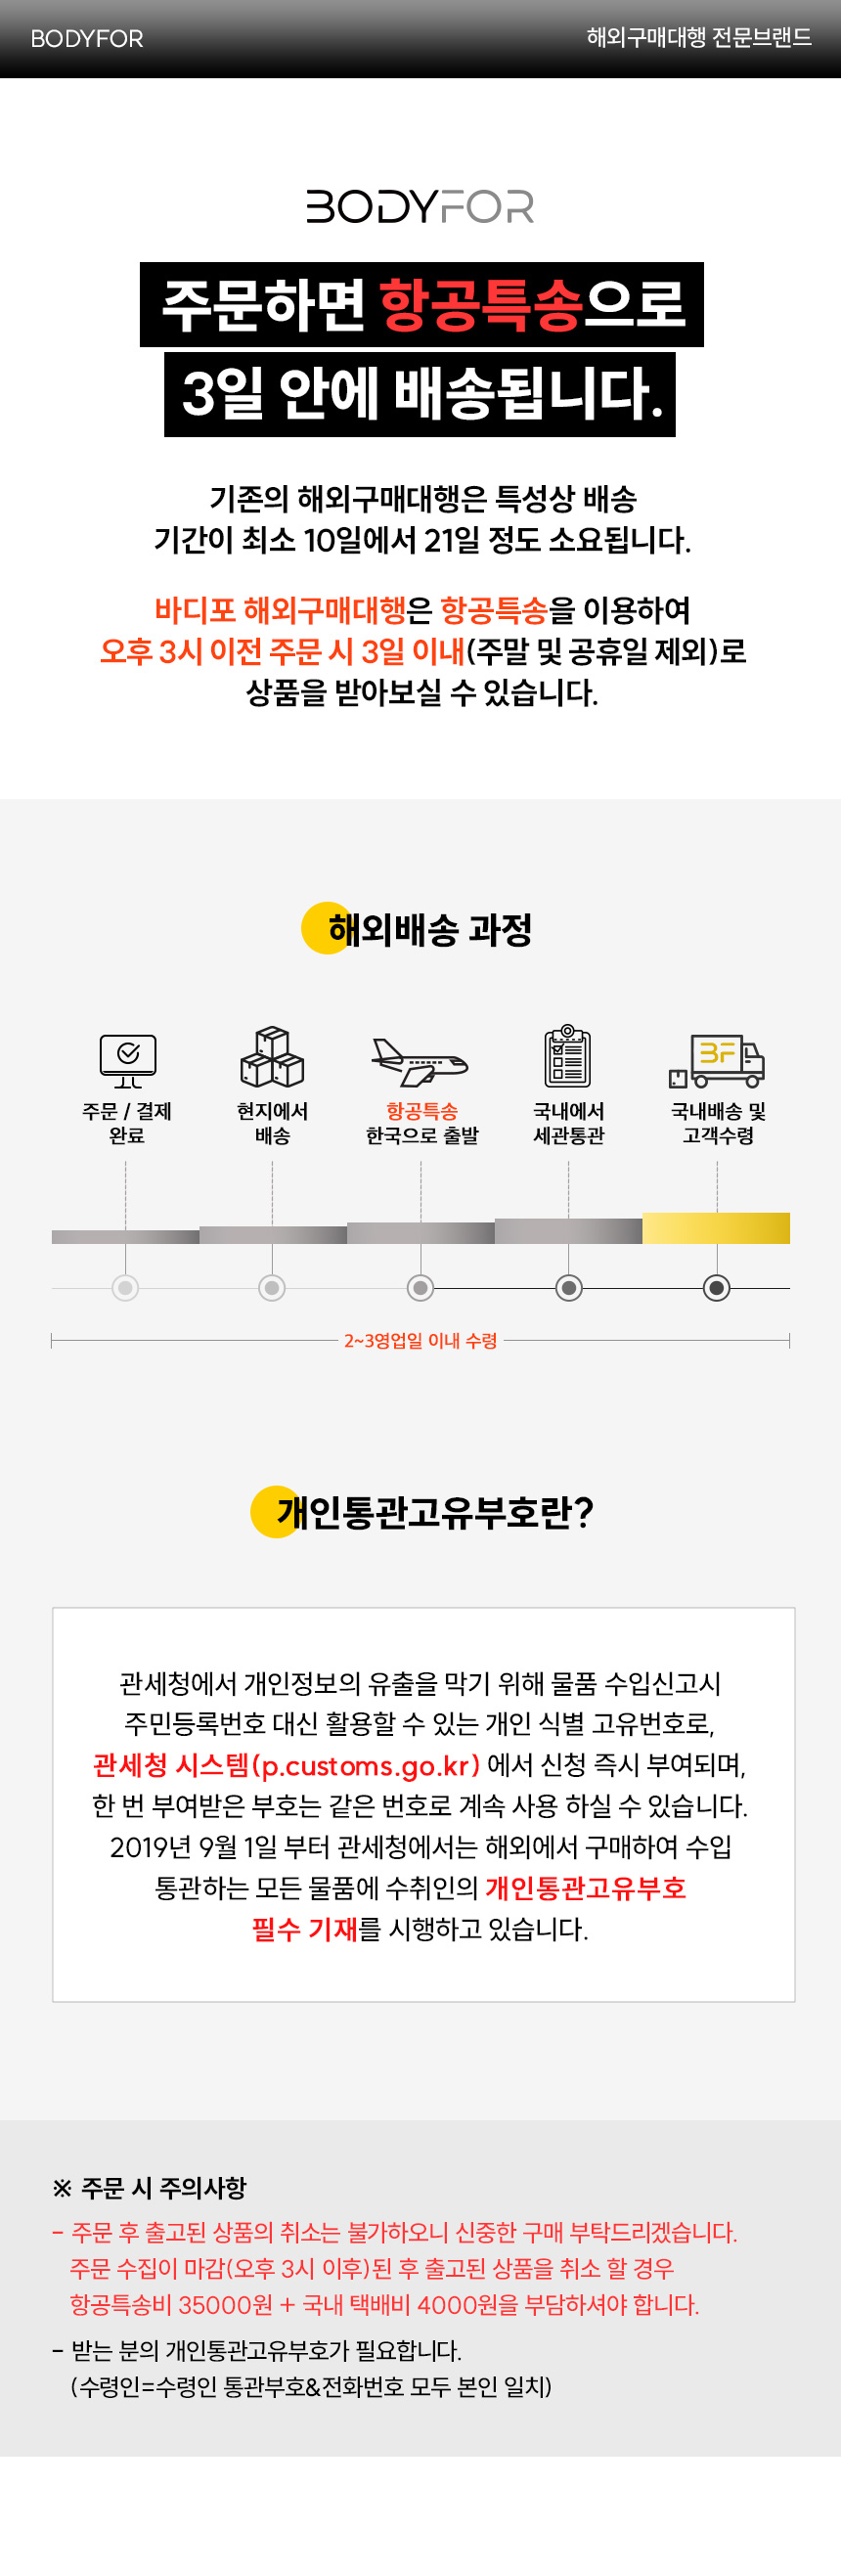 BODYFOR
해외구매대행 전문브랜드
BODYFOR
주문하면 항공특송으로
3일 안에 배송됩니다.
기존의 해외구매대행은 특성상 배송
기간이 최소 10일에서 21일 정도 소요됩니다.
바디포 해외구매대행은 항공특송을 이용하여
오후 3시 이전 주문 시 3일 이내(주말 및 공휴일 제외)로
상품을 받아보실 수 있습니다.
해외배송 과정
BF
주문 / 결제
완료
현지에서
배송
항공특송
한국으로 출발
국내에서
세관통관
국내배송 및
고객수령
2~3영업일 이내 수령
개인통관고유부호란?
관세청에서 개인정보의 유출을 막기 위해 물품 수입신고시
주민등록번호 대신 활용할 수 있는 개인 식별 고유번호로,
관세청 시스템(p.customs.go.kr) 에서 신청 즉시 부여되며,
한 번 부여받은 부호는 같은 번호로 계속 사용 하실 수 있습니다.
2019년 9월 1일 부터 관세청에서는 해외에서 구매하여 수입
통관하는 모든 물품에 수취인의 개인통관고유부호
필수 기재를 시행하고 있습니다.
※ 주문 시 주의사항
- 주문 후 출고된 상품의 취소는 불가하오니 신중한 구매 부탁드리겠습니다.
주문 수집이 마감(오후 3시 이후)된 후 출고된 상품을 취소 할 경우
항공특송비 35000원 + 국내 택배비 4000원을 부담하셔야 합니다.
- 받는 분의 개인통관고유부호가 필요합니다.
(수령인=수령인 통관부호&전화번호 모두 본인 일치)